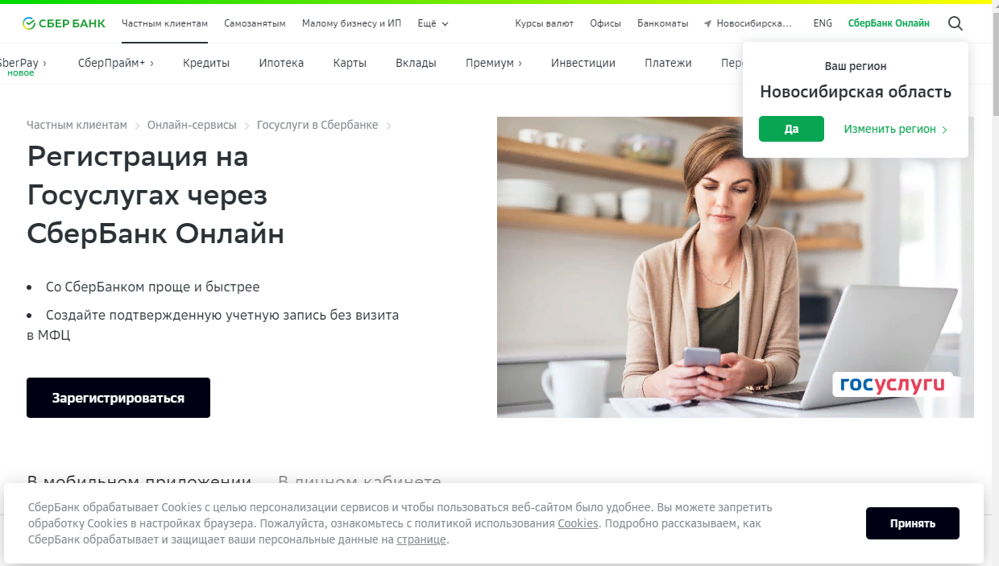 СБЕР БАНК
Частным клиентам
Самозанятым
Малому бизнесу и ИП
Ещё
Курсы валют
Офисы
Банкоматы
Новосибирска...
ENG
СберБанк Онлайн
SberPay ›
новое
СберПрайм+ ›
Кредиты
Ипотека
Карты
Вклады
Премиум ›
Инвестиции
Платежи
Ваш регион
Новосибирская область
Да
Изменить регион
Частным клиентам
Онлайн-сервисы
Госуслуги в Сбербанке
Регистрация на
Госуслугах через
СберБанк Онлайн
• Со СберБанком проще и быстрее
• Создайте подтвержденную учетную запись без визита
в МФЦ
Зарегистрироваться
госуслуги
В мобильном приложении
В личном кабинете
СберБанк обрабатывает Cookies с целью персонализации сервисов и чтобы пользоваться веб-сайтом было удобнее. Вы можете запретить
обработку Cookies в настройках браузера. Пожалуйста, ознакомьтесь с политикой использования Cookies. Подробно рассказываем, как
СберБанк обрабатывает и защищает ваши персональные данные на странице.
Принять